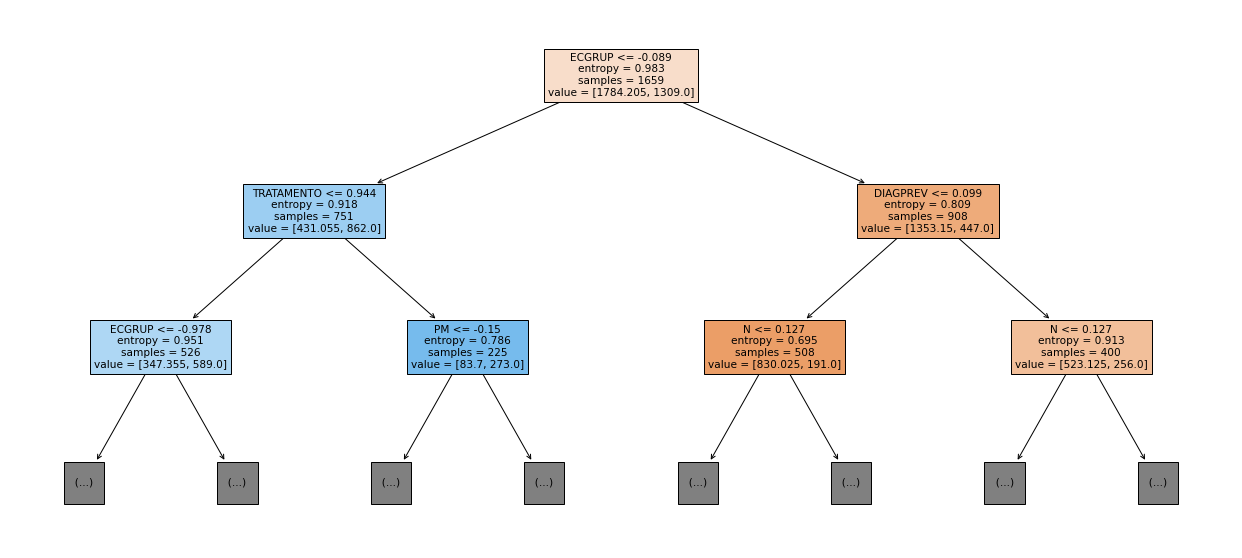 ECGRUP <= -0.089
entropy = 0.983
samples = 1659
value = [1784.205, 1309.0]
TRATAMENTO <= 0.944
entropy = 0.918
samples = 751
value = [431.055, 862.0]
DIAGPREV <= 0.099
entropy = 0.809
samples = 908
value = [1353.15, 447.0]
ECGRUP <= -0.978
entropy = 0.951
samples = 526
value = [347.355, 589.0]
PM <= -0.15
entropy = 0.786
samples = 225
value = [83.7, 273.0]
N <= 0.127
entropy = 0.695
samples = 508
value = [830.025, 191.0]
N <= 0.127
entropy = 0.913
samples = 400
value = [523.125, 256.0]
(...)
(...)
(...)
(...)
(...)
(...)
(...)
(...)